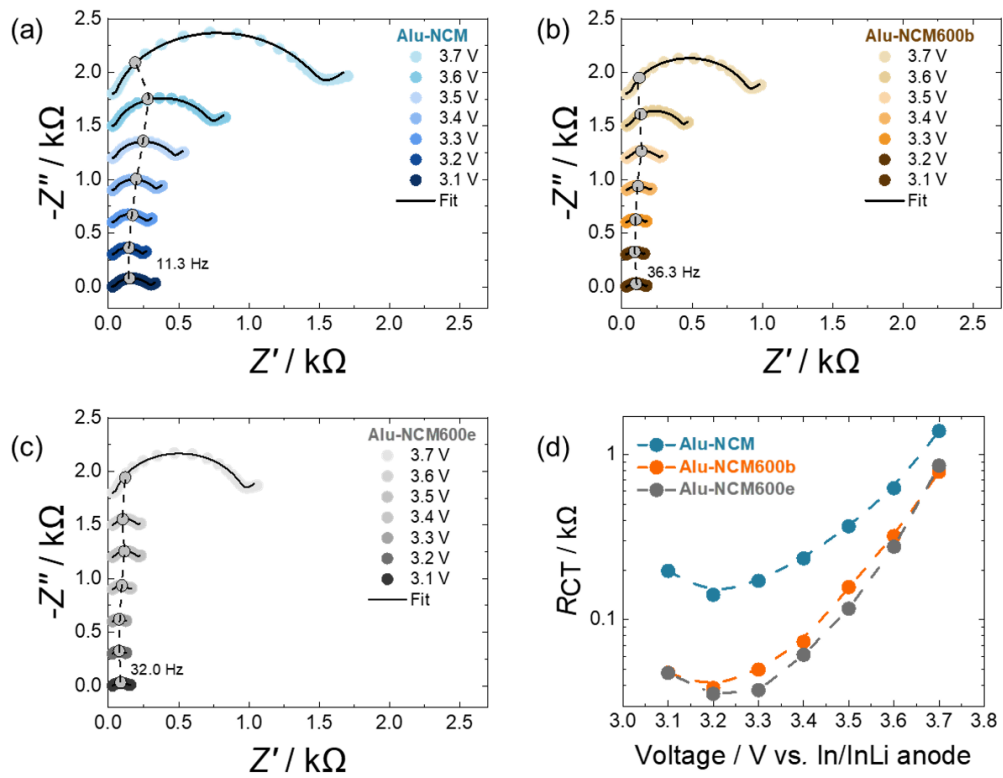 (a)
Alu-NCM
3.7 V
3.6 V
3.5 V
3.4 V
3.3 V
3.2 V
3.1 V
Fit
11.3 Hz
-Z″ / kΩ
2.5
2.0
1.5
1.0
0.5
0.0
0.0 0.5 1.0 1.5 2.0 2.5
Z′ / kΩ
(b)
Alu-NCM600b
3.7 V
3.6 V
3.5 V
3.4 V
3.3 V
3.2 V
3.1 V
Fit
36.3 Hz
-Z″ / kΩ
2.5
2.0
1.5
1.0
0.5
0.0
0.0 0.5 1.0 1.5 2.0 2.5
Z′ / kΩ
(c)
Alu-NCM600e
3.7 V
3.6 V
3.5 V
3.4 V
3.3 V
3.2 V
3.1 V
Fit
32.0 Hz
-Z″ / kΩ
2.5
2.0
1.5
1.0
0.5
0.0
0.0 0.5 1.0 1.5 2.0 2.5
Z′ / kΩ
(d)
Alu-NCM
Alu-NCM600b
Alu-NCM600e
RCT / kΩ
1
0.1
3.0 3.1 3.2 3.3 3.4 3.5 3.6 3.7 3.8
Voltage / V vs. In/InLi anode